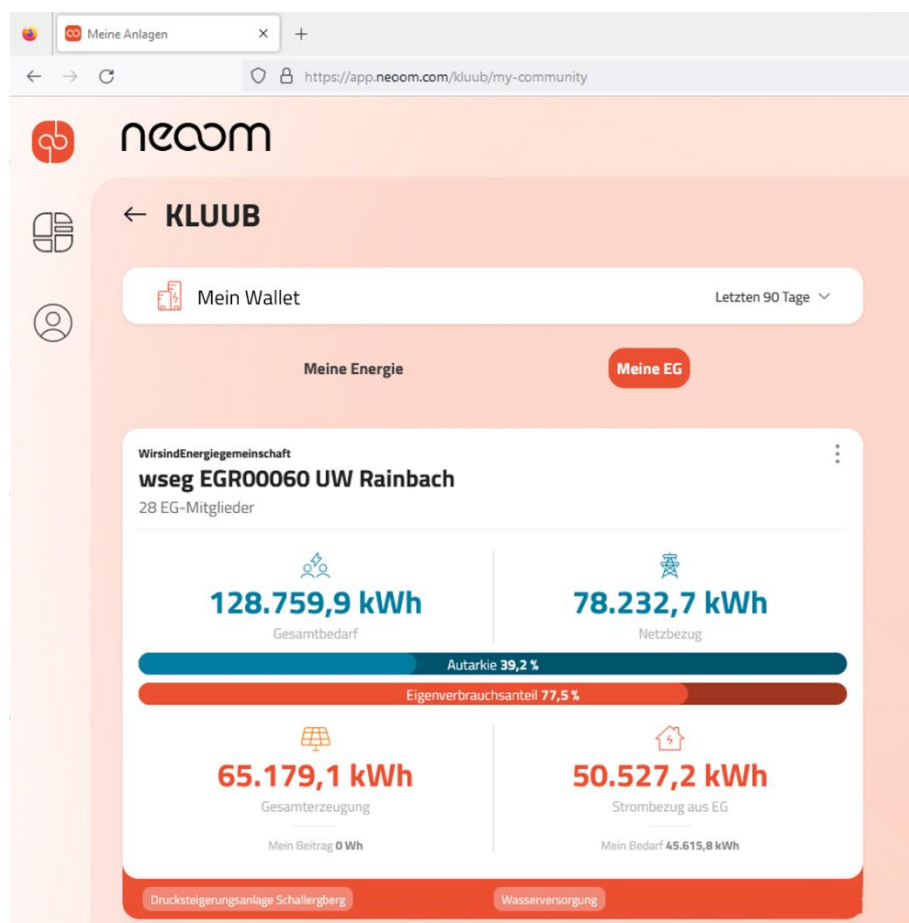 Meine Anlagen
https://app.neoom.com/kluub/my-community
neoom
← KLUUB
Mein Wallet
Letzten 90 Tage
Meine Energie
Meine EG
WirsindEnergiegemeinschaft
wseg EGR00060 UW Rainbach
28 EG-Mitglieder
128.759,9 kWh
Gesamtbedarf
78.232,7 kWh
Netzbezug
Autarkie 39,2 %
Eigenverbrauchsanteil 77,5 %
65.179,1 kWh
Gesamterzeugung
Mein Beitrag 0 Wh
50.527,2 kWh
Strombezug aus EG
Mein Bedarf 45.615,8 kWh
Drucksteigerungsanlage Schallergberg
Wasserversorgung